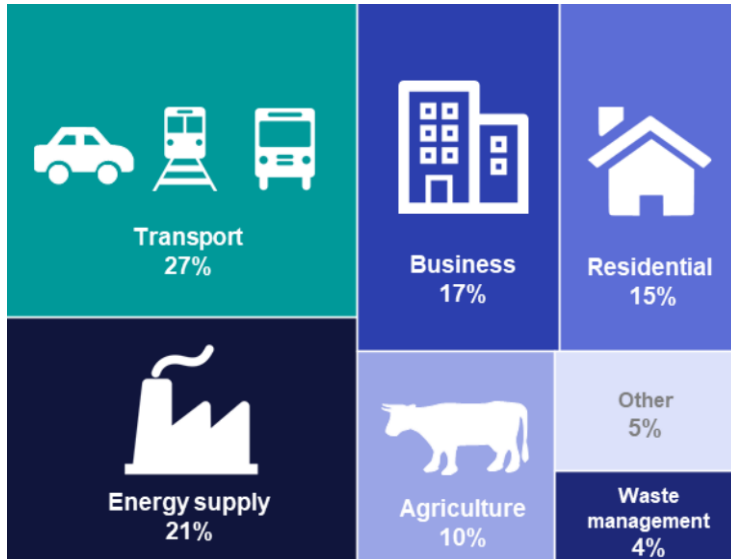 Transport
27%
Business
17%
Residential
15%
Energy supply
21%
Agriculture
10%
Other
5%
Waste
management
4%